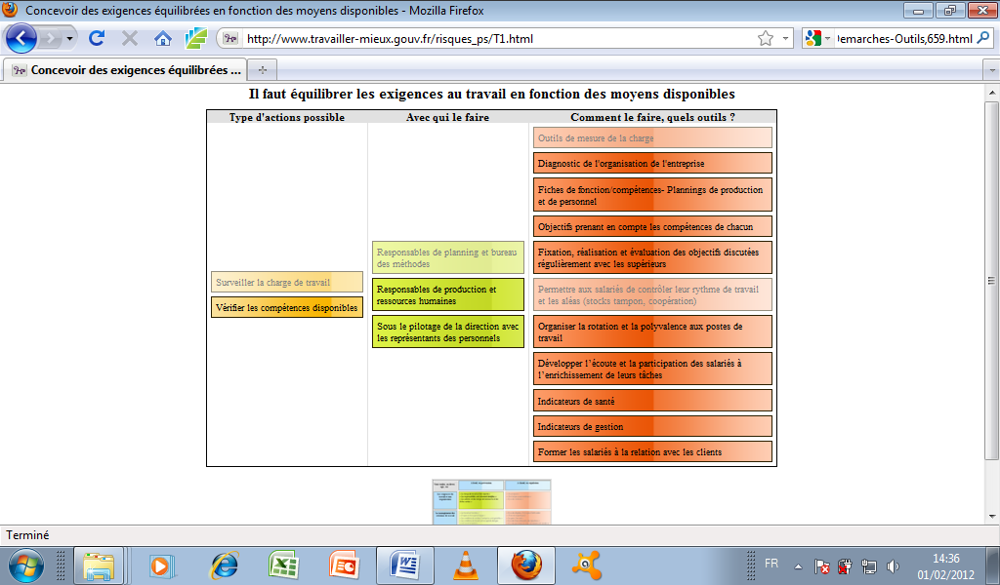 Concevoir des exigences équilibrées en fonction des moyens disponibles - Mozilla Firefox
http://www.travailler-mieux.gouv.fr/risques_ps/T1.html
emarches-Outils,659.html
Concevoir des exigences équilibrées ...
Il faut équilibrer les exigences au travail en fonction des moyens disponibles
Type d'actions possible
Avec qui le faire
Comment le faire, quels outils ?
Surveiller la charge de travail
Vérifier les compétences disponibles
Responsables de planning et bureau
des méthodes
Responsables de production et
ressources humaines
Sous le pilotage de la direction avec
les représentants des personnels
Outils de mesure de la charge
Diagnostic de l'organisation de l'entreprise
Fiches de fonction/compétences- Plannings de production
et de personnel
Objectifs prenant en compte les compétences de chacun
Fixation, réalisation et évaluation des objectifs discutées
régulièrement avec les supérieurs
Permettre aux salariés de contrôler leur rythme de travail
et les aléas (stocks tampon, coopération)
Organiser la rotation et la polyvalence aux postes de
travail
Développer l’écoute et la participation des salariés à
l’enrichissement de leurs tâches
Indicateurs de santé
Indicateurs de gestion
Former les salariés à la relation avec les clients
Terminé
FR
14:36
01/02/2012